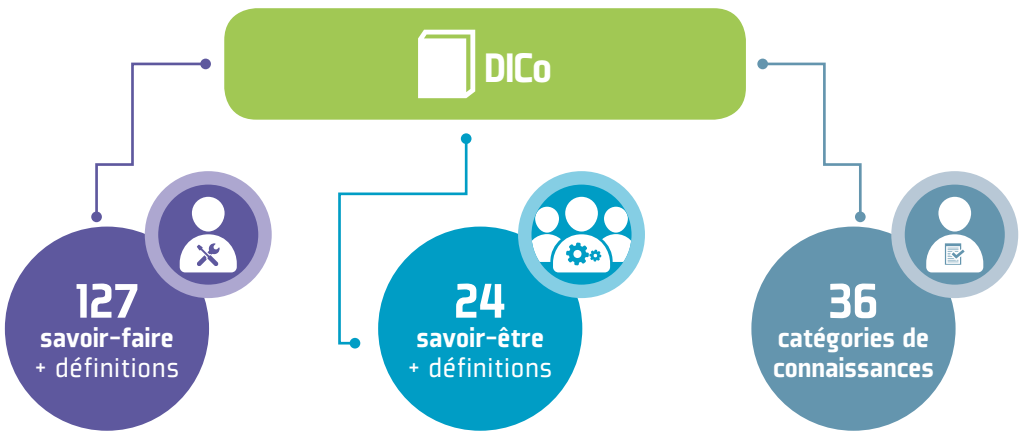 DICo
127
savoir-faire
+ définitions
24
savoir-être
+ définitions
36
catégories de
connaissances